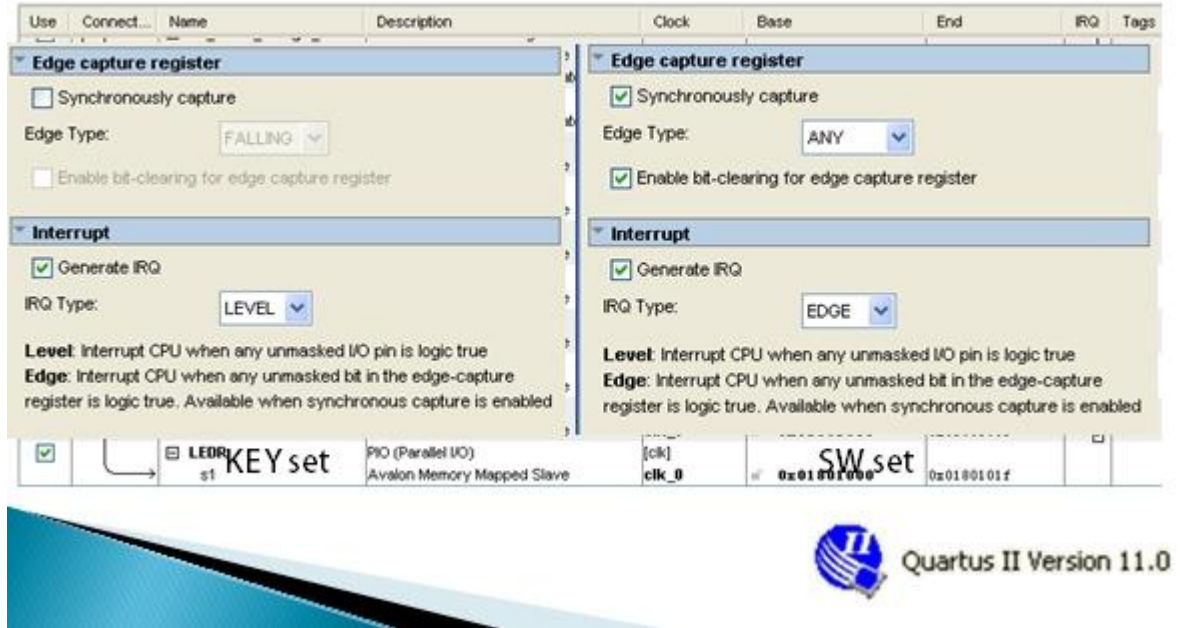 Use Connect... Name Description Clock Base End IRQ Tags
Edge capture register
Synchronously capture
Edge Type: FALLING
Enable bit-clearing for edge capture register
Interrupt
Generate IRQ
IRQ Type: LEVEL
Level: Interrupt CPU when any unmasked I/O pin is logic true
Edge: Interrupt CPU when any unmasked bit in the edge-capture
register is logic true. Available when synchronous capture is enabled
Edge capture register
Synchronously capture
Edge Type: ANY
Enable bit-clearing for edge capture register
Interrupt
Generate IRQ
IRQ Type: EDGE
Level: Interrupt CPU when any unmasked I/O pin is logic true
Edge: Interrupt CPU when any unmasked bit in the edge-capture
register is logic true. Available when synchronous capture is enabled
LEDR PIO (Parallel I/O) [clk]
s1 Avalon Memory Mapped Slave clk_0 0x01801000 0x0180101f
KEY set
SW set
II
Quartus II Version 11.0